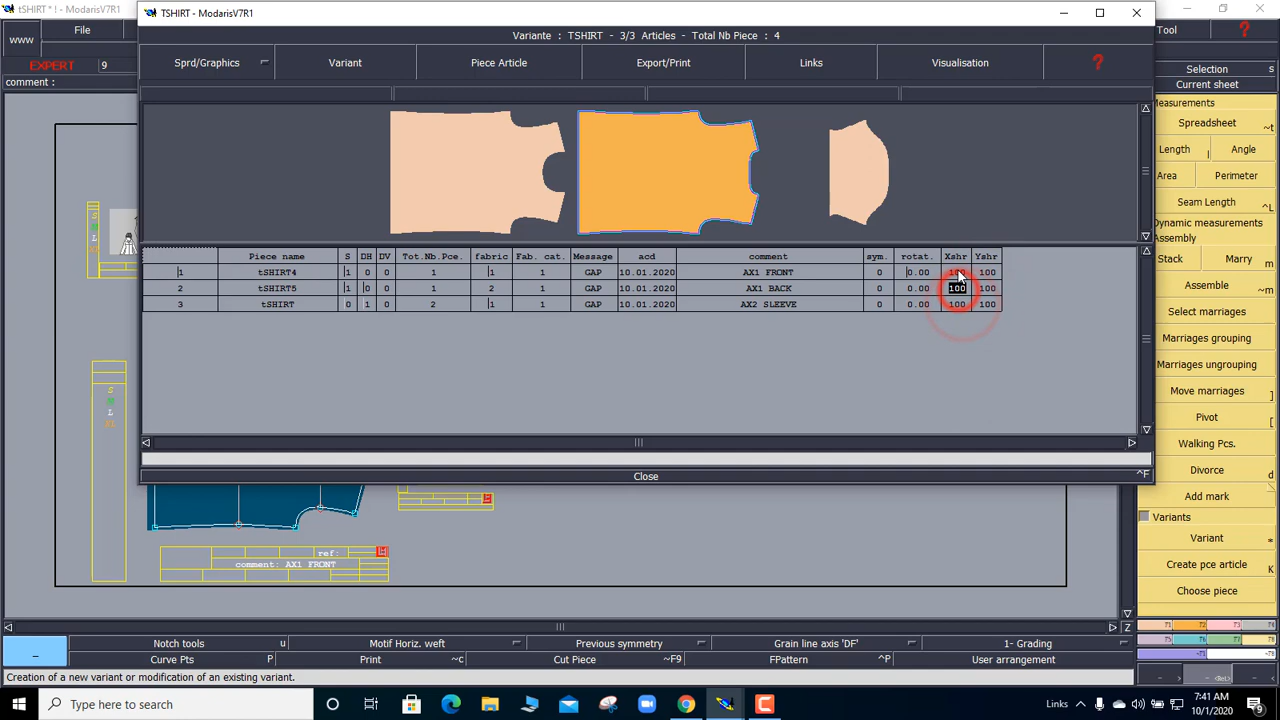 tSHIRT * ! - ModarisV7R1
TSHIRT - ModarisV7R1
www
File
Tool
Variante : TSHIRT - 3/3 Articles - Total Nb Piece : 4
EXPERT
9
comment :
Sprd/Graphics
Variant
Piece Article
Export/Print
Links
Visualisation
Selection s
Current sheet
Measurements
Spreadsheet ~t
Length l
Angle
Area
Perimeter
Seam Length ^L
Dynamic measurements
Assembly
Stack
Marry
Assemble ~m
Select marriages
Marriages grouping
Marriages ungrouping
Move marriages ]
Pivot [
Walking Pcs.
Divorce d
Add mark
Variants
Variant *
Create pce article K
Choose piece
Piece name S DH DV Tot.Nb.Pce. fabric Fab. cat. Message acd comment sym. rotat. Xshr Yshr
1 tSHIRT4 1 0 0 1 1 1 GAP 10.01.2020 AX1 FRONT 0 0.00 100 100
2 tSHIRT5 1 0 0 1 2 1 GAP 10.01.2020 AX1 BACK 0 0.00 100 100
3 tSHIRT 0 1 0 2 1 1 GAP 10.01.2020 AX2 SLEEVE 0 0.00 100 100
Close ^F
S
M
L
S
M
L
ref:
comment: AX1 FRONT
Z
Notch tools u
Motif Horiz. weft
Previous symmetry
Grain line axis 'DF'
1- Grading
Curve Pts P
Print ~c
Cut Piece ~F9
FPattern ^P
User arrangement
Creation of a new variant or modification of an existing variant.
Type here to search
Links
7:41 AM
10/1/2020